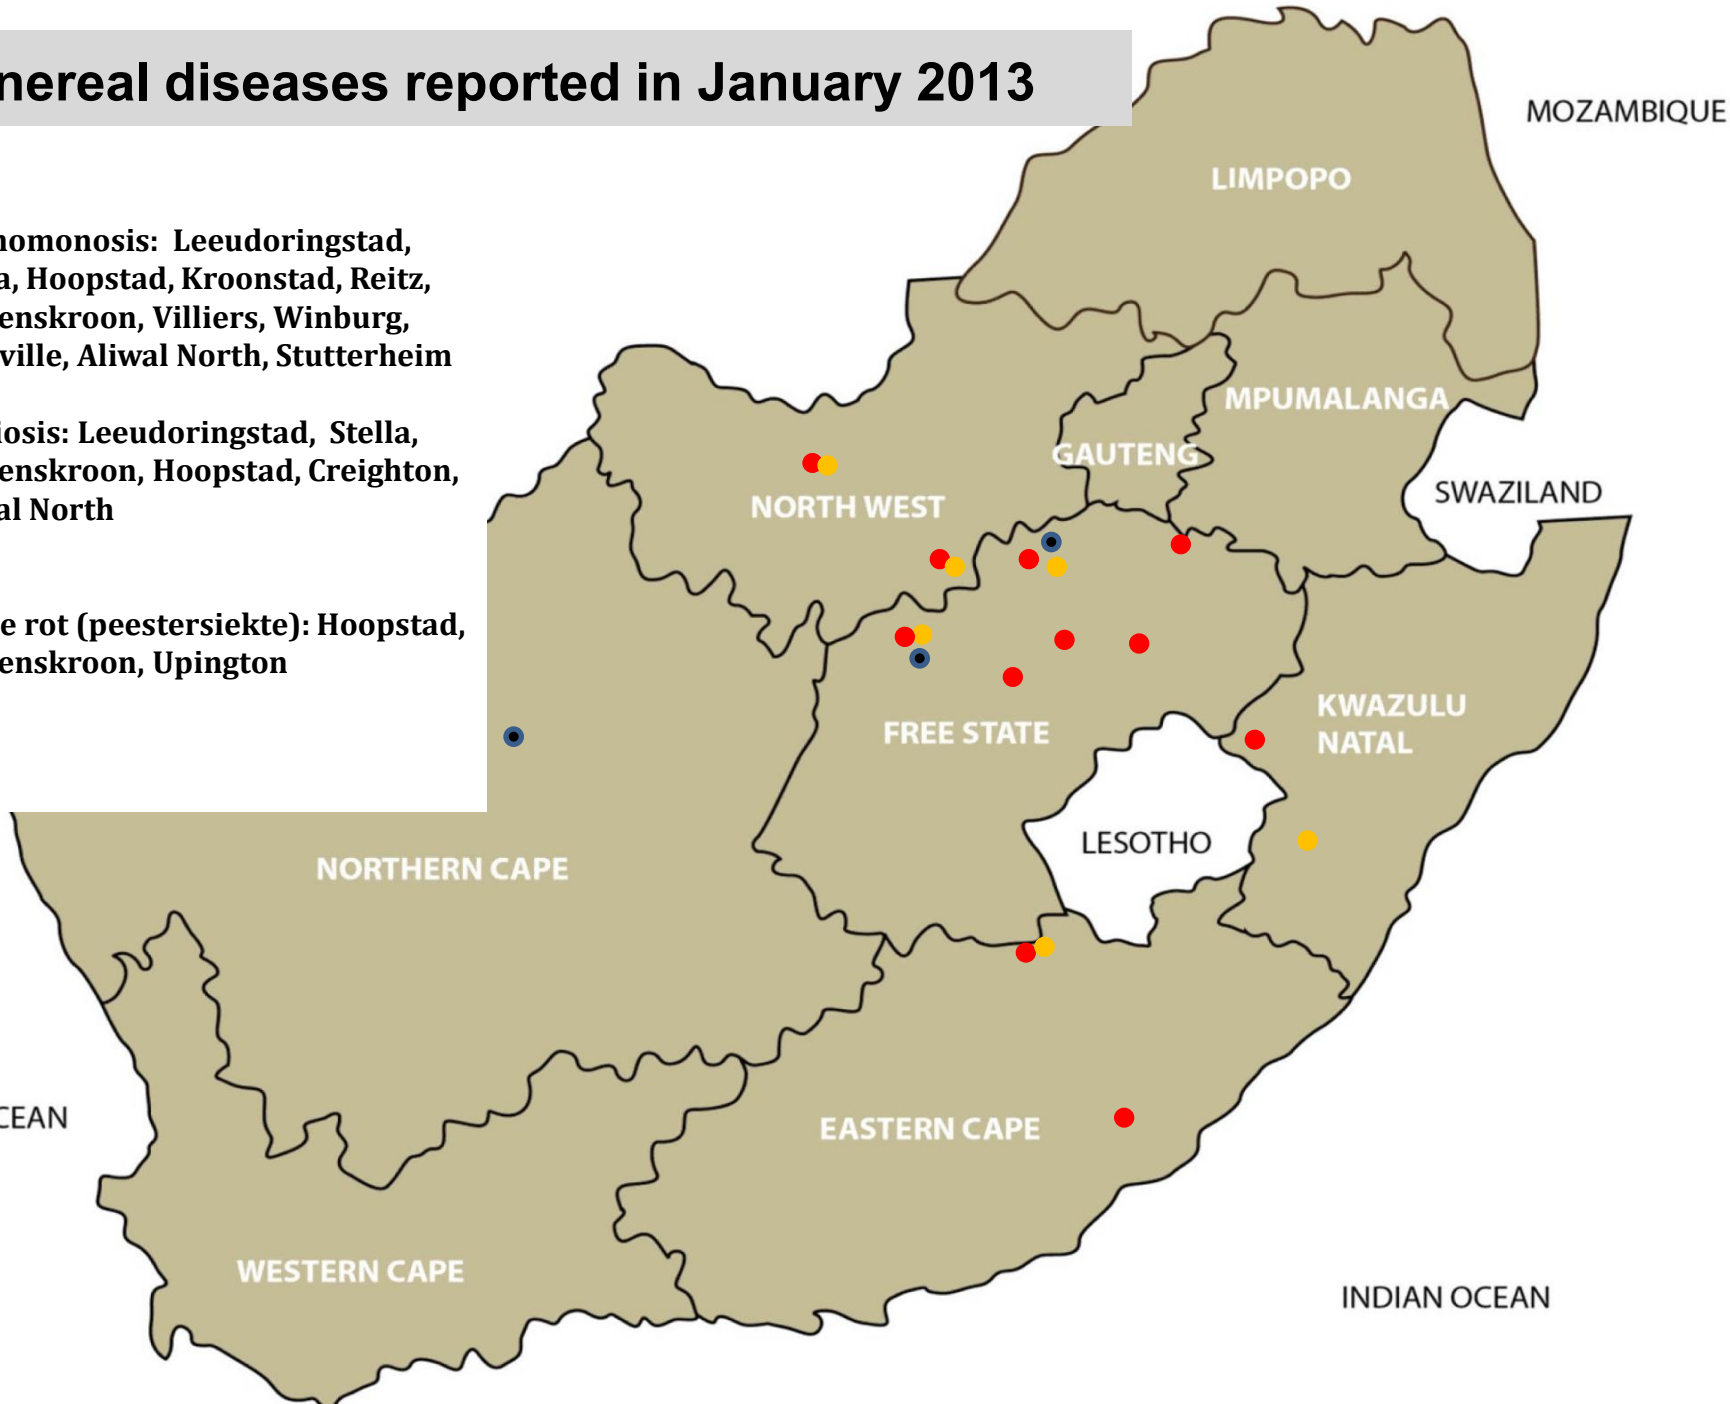 nereal diseases reported in January 2013
MOZAMBIQUE
LIMPOPO
nomonosis: Leeudoringstad,
a, Hoopstad, Kroonstad, Reitz,
enskroon, Villiers, Winburg,
ville, Aliwal North, Stutterheim
MPUMALANGA
iosis: Leeudoringstad, Stella,
enskroon, Hoopstad, Creighton,
al North
GAUTENG
SWAZILAND
NORTH WEST
e rot (peestersiekte): Hoopstad,
enskroon, Upington
KWAZULU
NATAL
FREE STATE
LESOTHO
NORTHERN CAPE
CEAN
EASTERN CAPE
WESTERN CAPE
INDIAN OCEAN